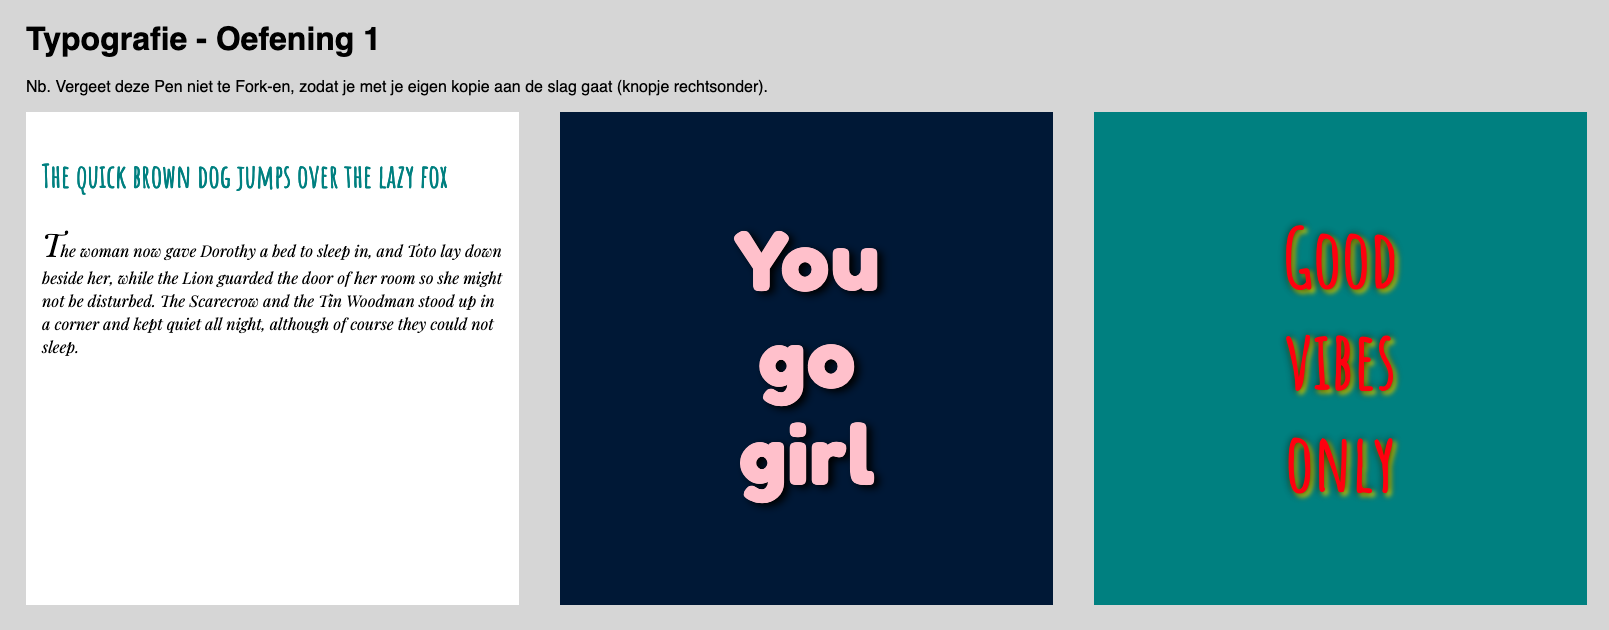 Typografie - Oefening 1
Nb. Vergeet deze Pen niet te Fork-en, zodat je met je eigen kopie aan de slag gaat (knopje rechtsonder).
The quick brown dog jumps over the lazy fox
The woman now gave Dorothy a bed to sleep in, and Toto lay down
beside her, while the Lion guarded the door of her room so she might
not be disturbed. The Scarecrow and the Tin Woodman stood up in
a corner and kept quiet all night, although of course they could not
sleep.
You
go
girl
Good
vibes
only